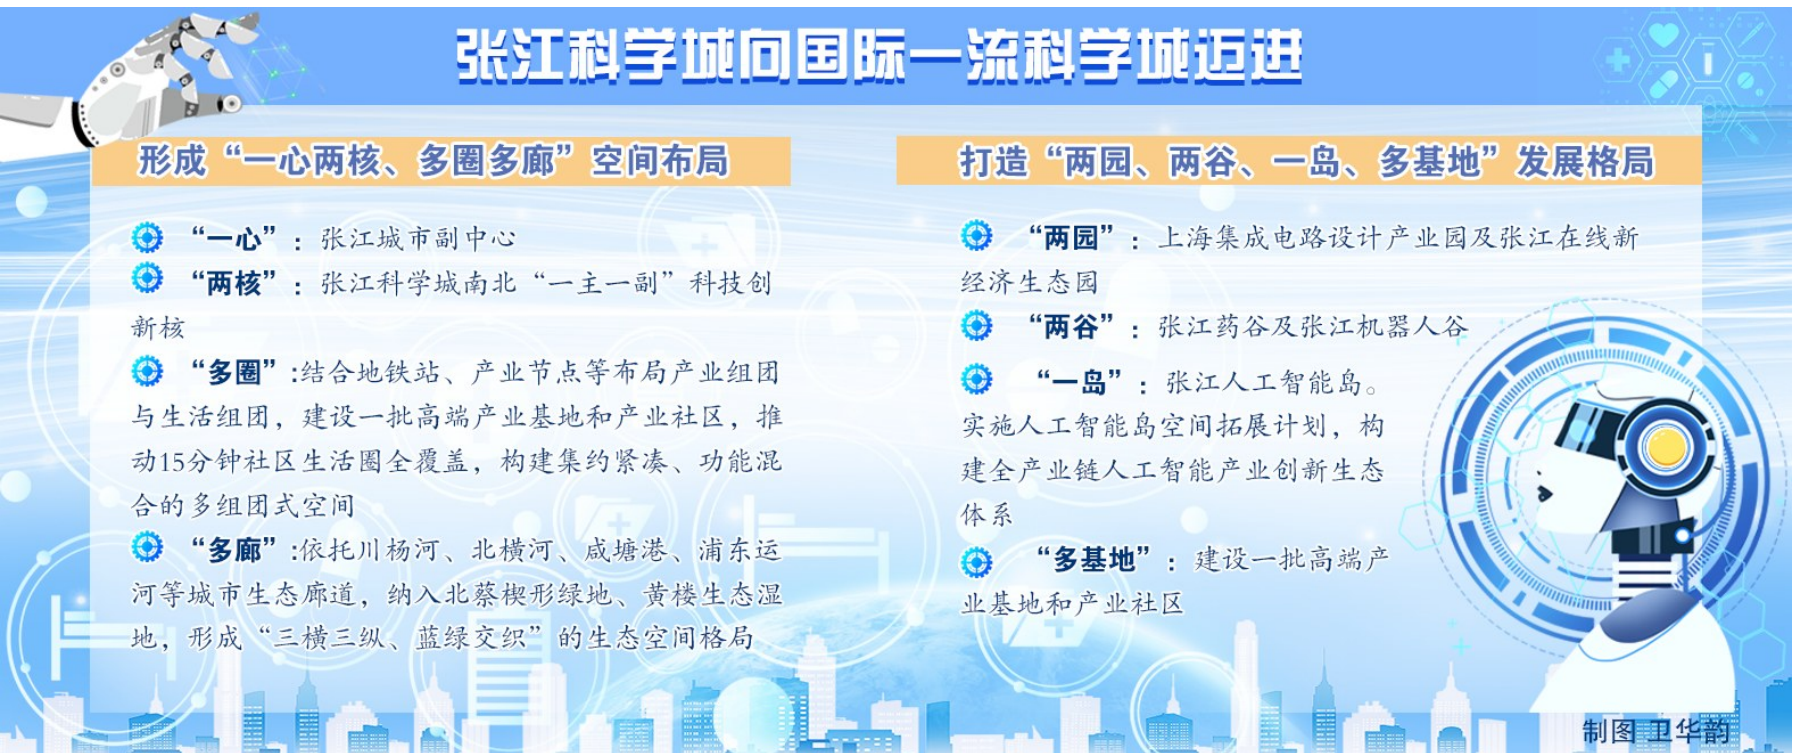 张江科学城向国际一流科学城迈进
形成“一心两核、多圈多廊”空间布局
“一心”：张江城市副中心
“两核”：张江科学城南北“一主一副”科技创
新核
“多圈”:结合地铁站、产业节点等布局产业组团
与生活组团，建设一批高端产业基地和产业社区，推
动15分钟社区生活圈全覆盖，构建集约紧凑、功能混
合的多组团式空间
“多廊”:依托川杨河、北横河、咸塘港、浦东运
河等城市生态廊道，纳入北蔡楔形绿地、黄楼生态湿
地，形成“三横三纵、蓝绿交织”的生态空间格局
打造“两园、两谷、一岛、多基地”发展格局
“两园”：上海集成电路设计产业园及张江在线新
经济生态园
“两谷”：张江药谷及张江机器人谷
“一岛”：张江人工智能岛。
实施人工智能岛空间拓展计划，构
建全产业链人工智能产业创新生态
体系
“多基地”：建设一批高端产
业基地和产业社区
制图 卫华韵